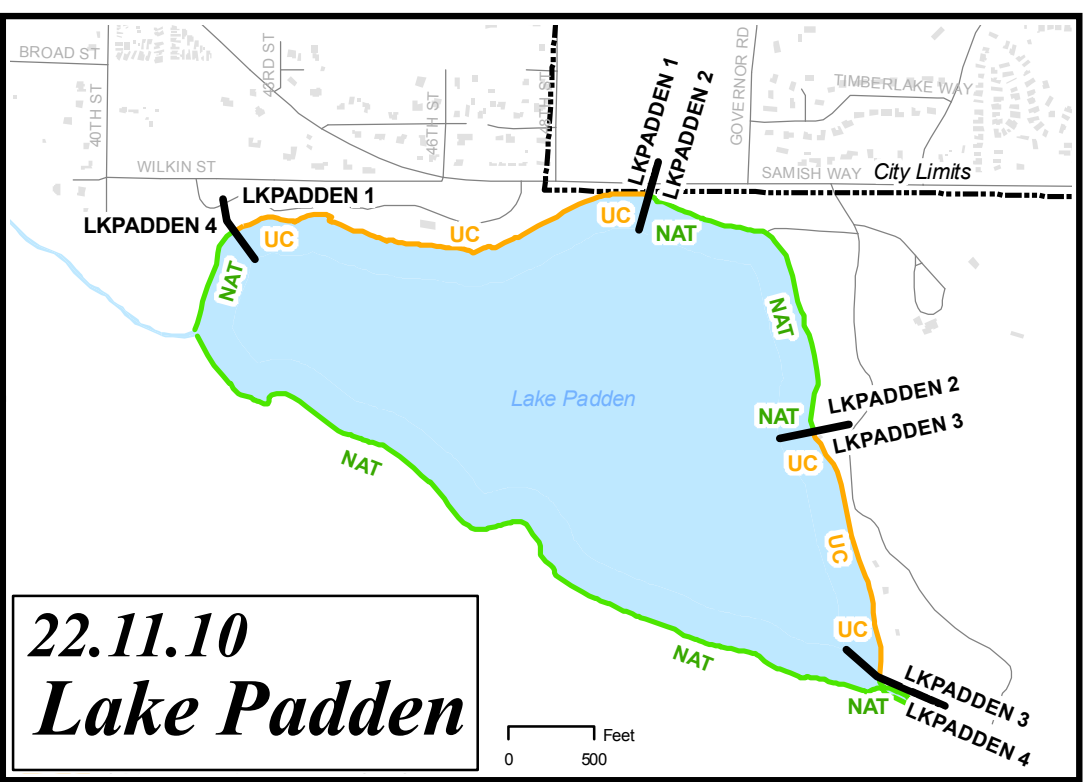 BROAD ST
40TH ST
43RD ST
46TH ST
48TH ST
GOVERNOR RD
TIMBERLAKE WAY
WILKIN ST
SAMISH WAY
City Limits
LKPADDEN 1
LKPADDEN 2
LKPADDEN 1
LKPADDEN 4
UC
UC
UC
NAT
NAT
NAT
Lake Padden
NAT
LKPADDEN 2
LKPADDEN 3
UC
NAT
UC
UC
NAT
NAT
LKPADDEN 3
LKPADDEN 4
22.11.10
Lake Padden
Feet
0 500